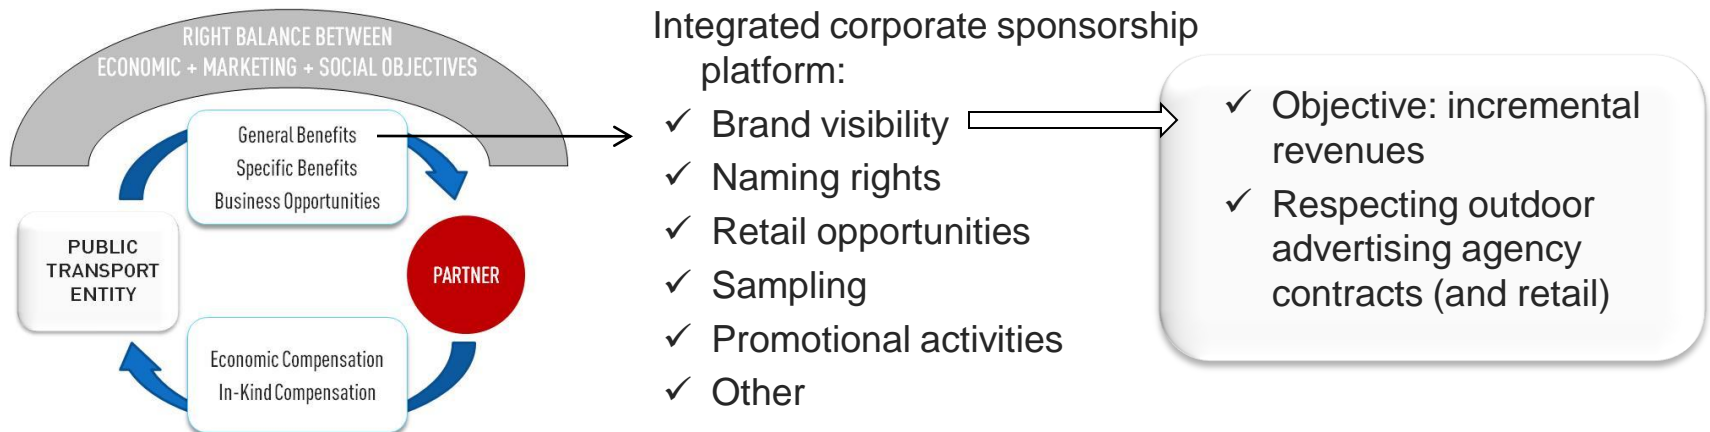 RIGHT BALANCE BETWEEN
ECONOMIC + MARKETING + SOCIAL OBJECTIVES
General Benefits
Specific Benefits
Business Opportunities
PUBLIC
TRANSPORT
ENTITY
PARTNER
Economic Compensation
In-Kind Compensation
Integrated corporate sponsorship
platform:
✓ Brand visibility
✓ Naming rights
✓ Retail opportunities
✓ Sampling
✓ Promotional activities
✓ Other
✓ Objective: incremental
revenues
✓ Respecting outdoor
advertising agency
contracts (and retail)